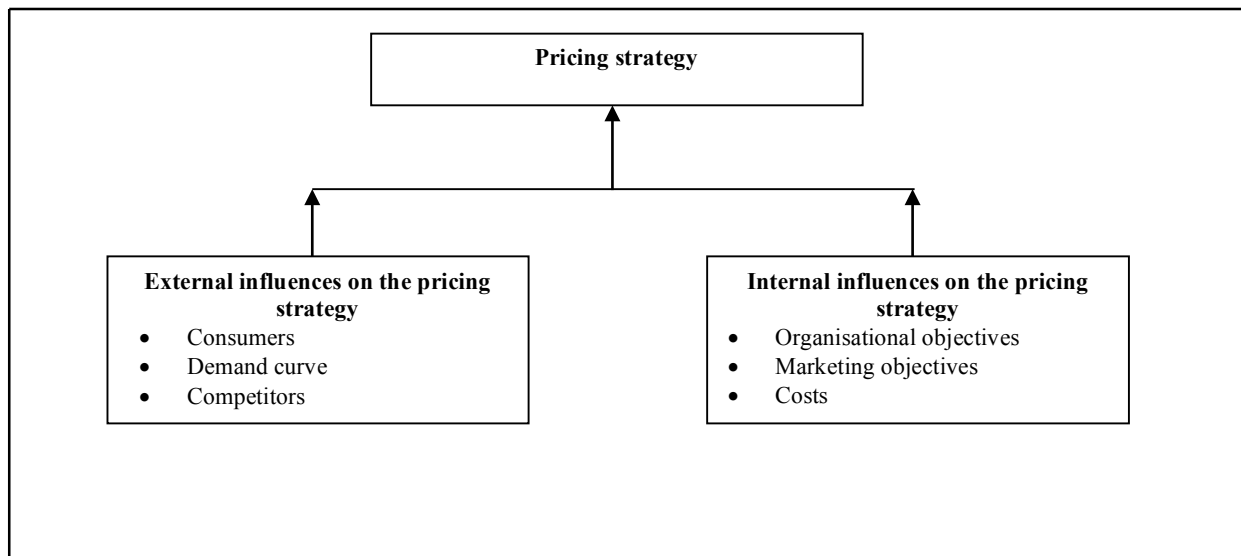 Pricing strategy
External influences on the pricing
strategy
• Consumers
• Demand curve
• Competitors
Internal influences on the pricing
strategy
• Organisational objectives
• Marketing objectives
• Costs